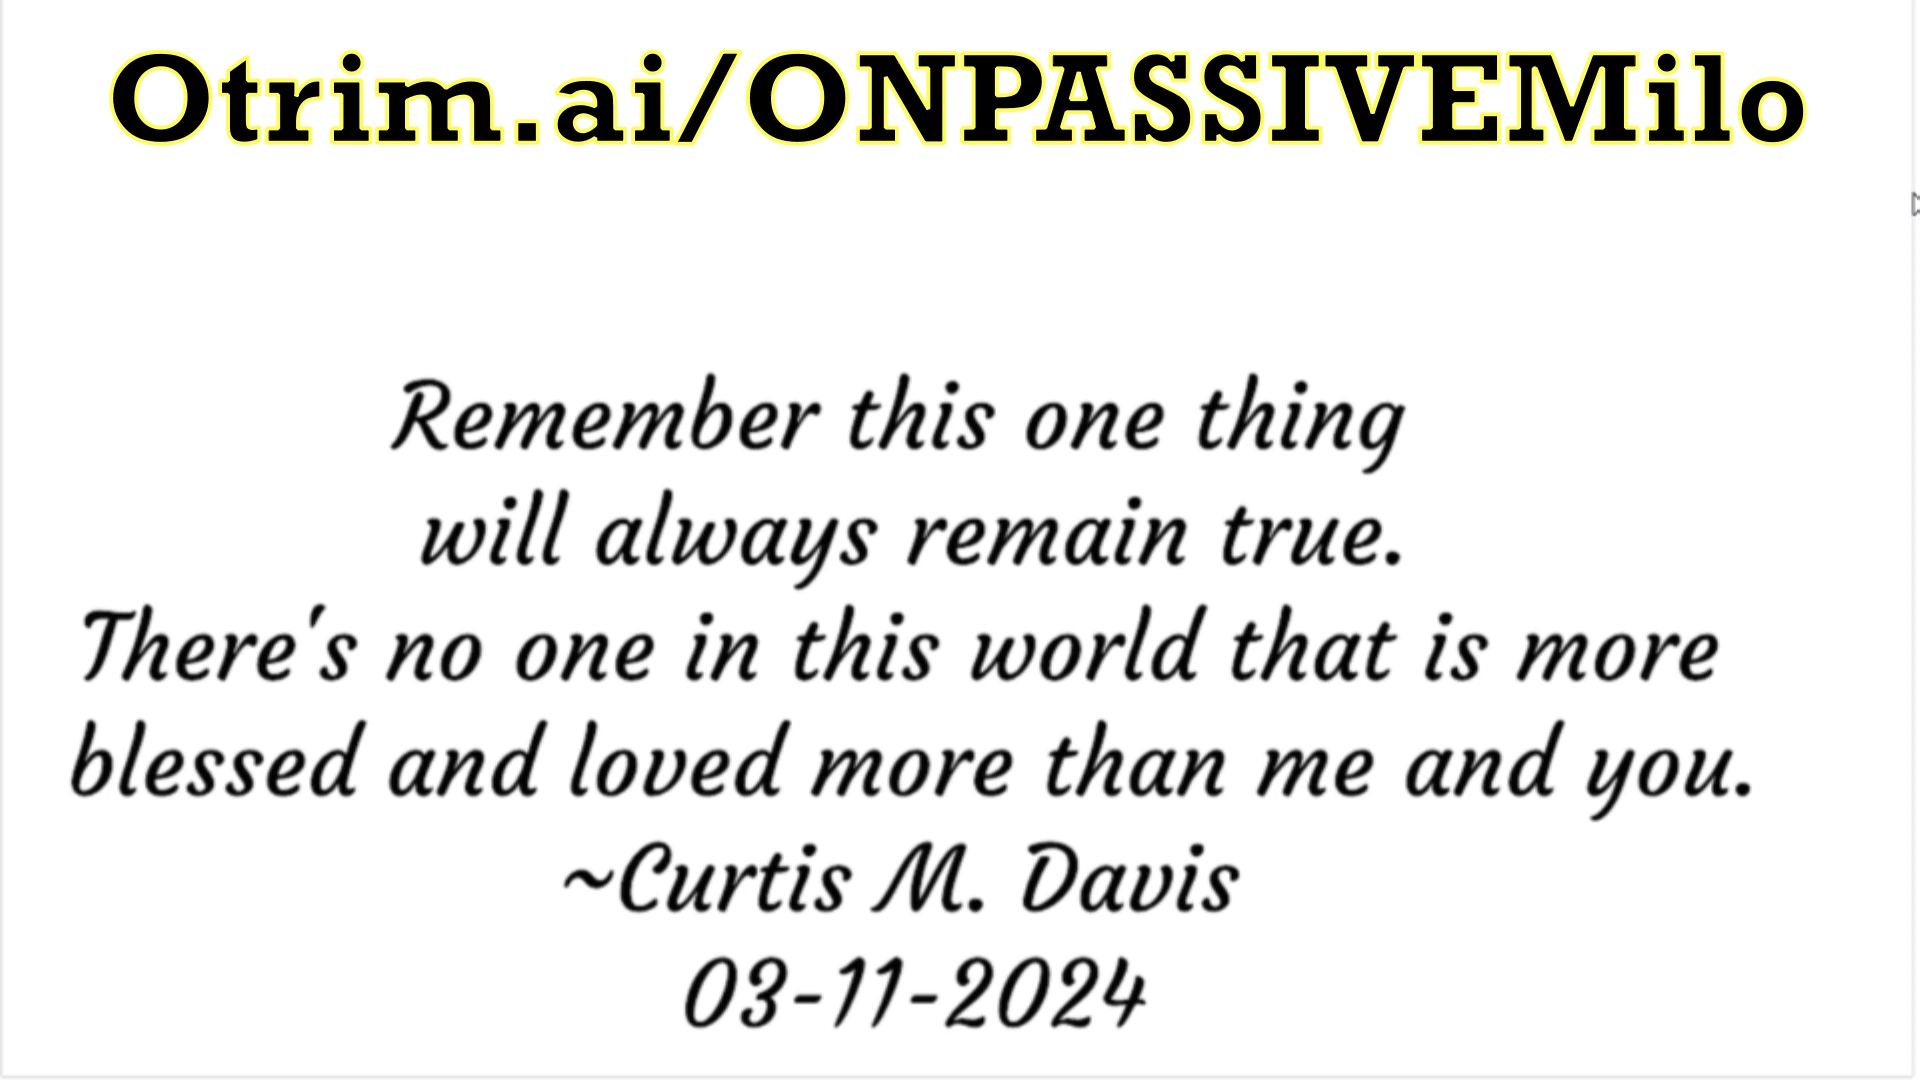 Otrim.ai/ONPASSIVEMilo
Remember this one thing
will always remain true.
There's no one in this world that is more
blessed and loved more than me and you.
~Curtis M. Davis
03-11-2024